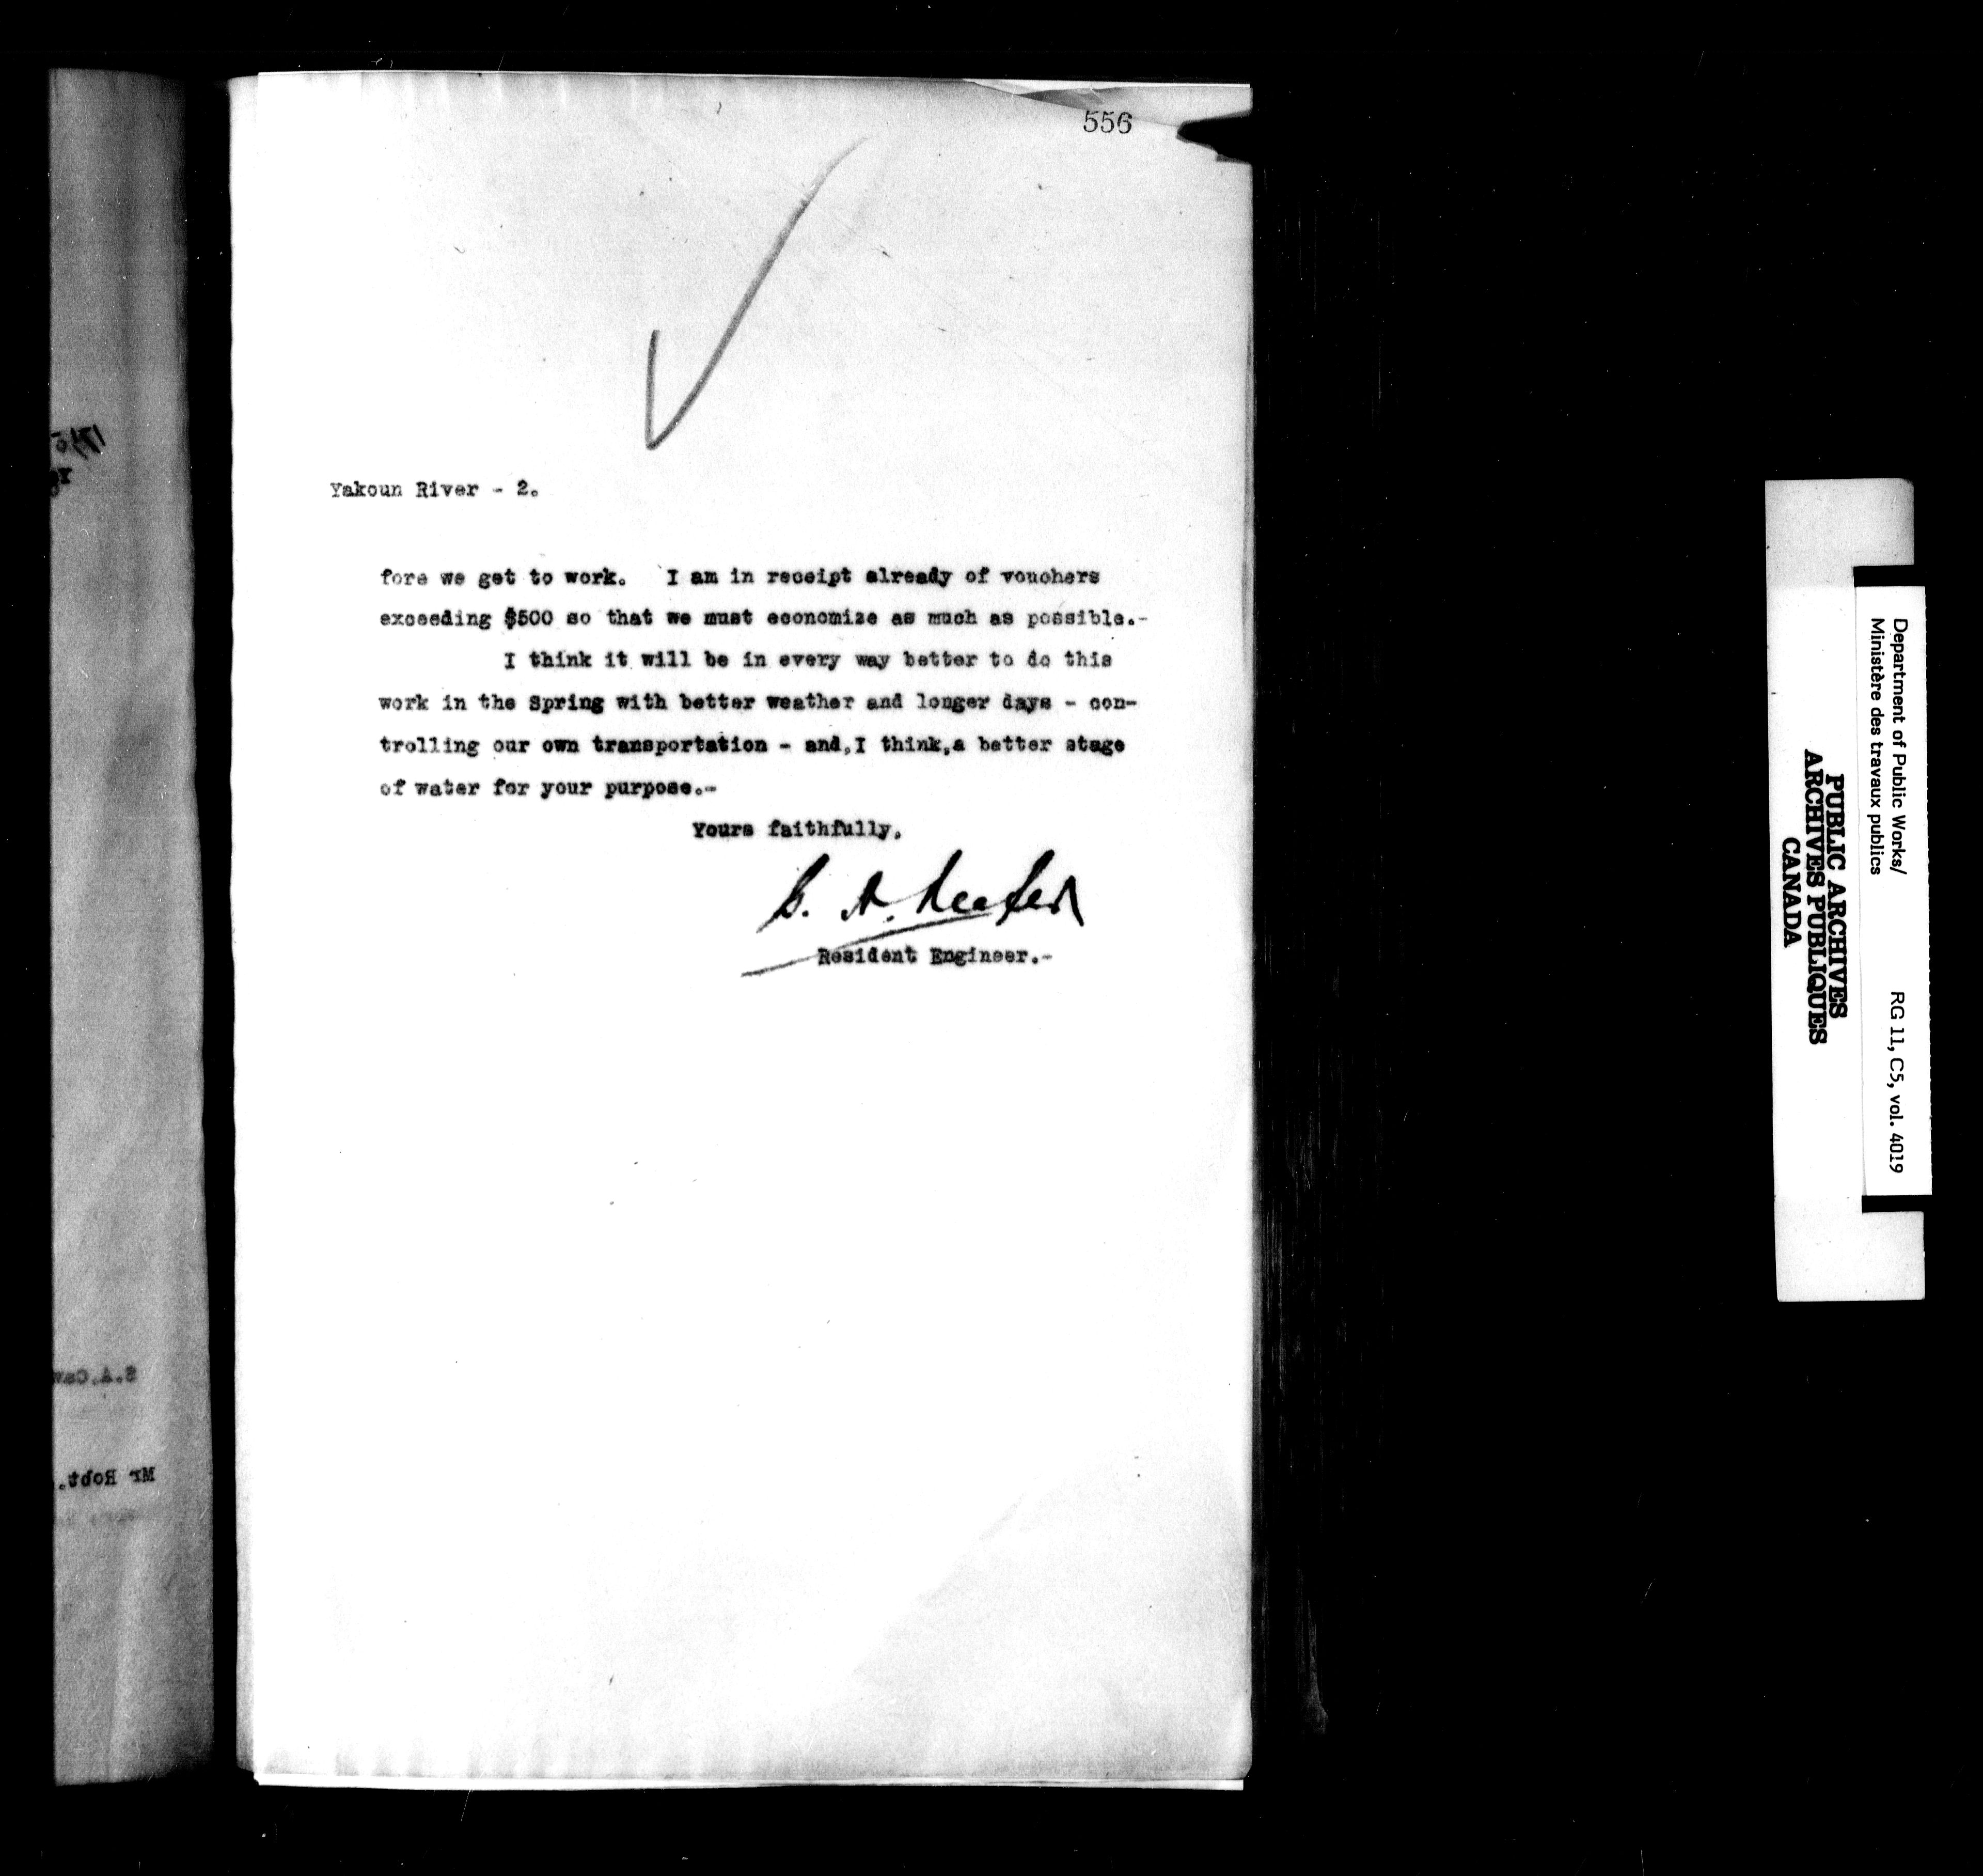 556
Yakoun River - 2.
fore we get to work. I am in receipt already of vouchers
exceeding $500 so that we must economize as much as possible.-
I think it will be in every way better to do this
work in the Spring with better weather and longer days - con-
trolling our own transportation - and,I think,a better stage
of water for your purpose.-
Yours faithfully,
G. A. Keefer
Resident Engineer.-
Department of Public Works/
Ministère des travaux publics
RG 11, C5, vol. 4019
PUBLIC ARCHIVES
ARCHIVES PUBLIQUES
CANADA
Mr Robt.